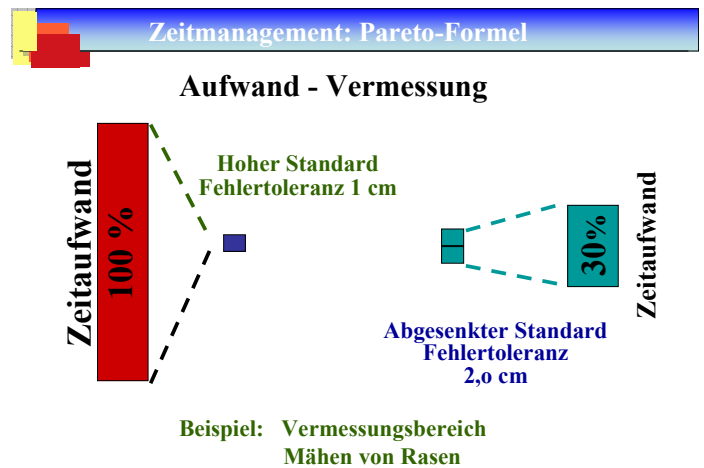 Zeitmanagement: Pareto-Formel
Aufwand - Vermessung
Zeitaufwand
100 %
Hoher Standard
Fehlertoleranz 1 cm
30%
Zeitaufwand
Abgesenkter Standard
Fehlertoleranz
2,o cm
Beispiel: Vermessungsbereich
Mähen von Rasen